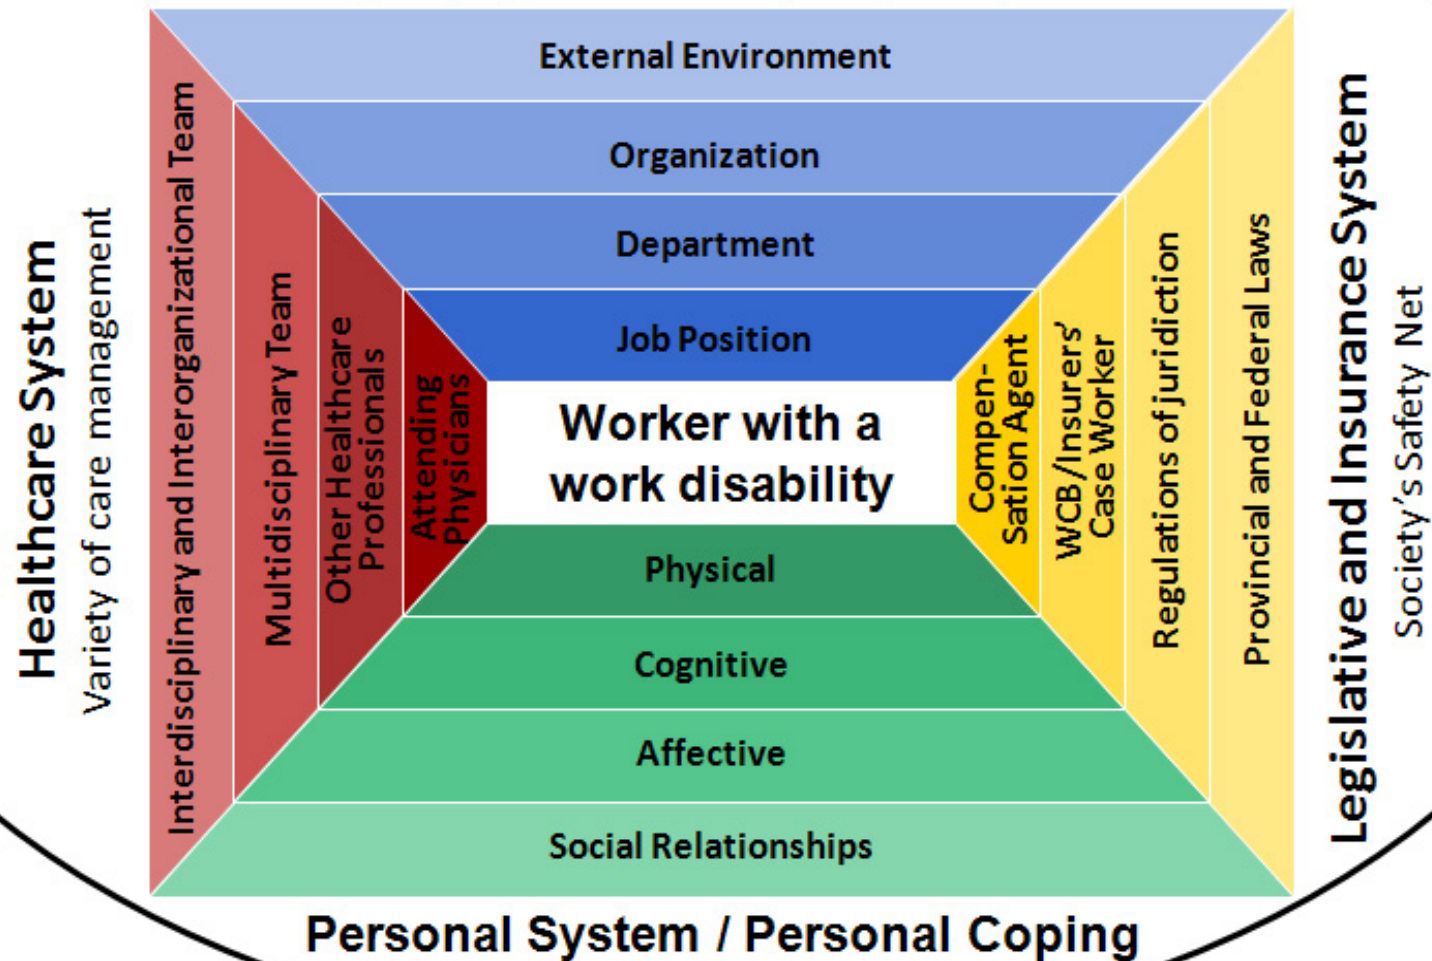 External Environment
Organization
Department
Job Position
Healthcare System
Variety of care management
Interdisciplinary and Interorganizational Team
Multidisciplinary Team
Other Healthcare
Professionals
Attending
Physicians
Worker with a
work disability
Compen-
Sation Agent
WCB/Insurers'
Case Worker
Regulations of juridiction
Provincial and Federal Laws
Legislative and Insurance System
Society's Safety Net
Physical
Cognitive
Affective
Social Relationships
Personal System / Personal Coping